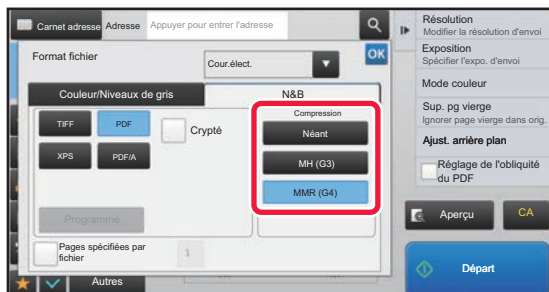 Carnet adresse
Adresse
Appuyer pour entrer l'adresse
Format fichier
Cour.élect.
OK
Couleur/Niveaux de gris
N&B
TIFF
PDF
Crypté
XPS
PDF/A
Programme
Compression
Néant
MH (G3)
MMR (G4)
Pages spécifiées par
fichier
1
Autres
Résolution
Modifier la résolution d'envoi
Exposition
Spécifier l'expo. d'envoi
Mode couleur
Sup. pg vierge
Ignorer page vierge dans orig.
Ajust. arrière plan
Réglage de l'obliquité
du PDF
Aperçu
CA
Départ